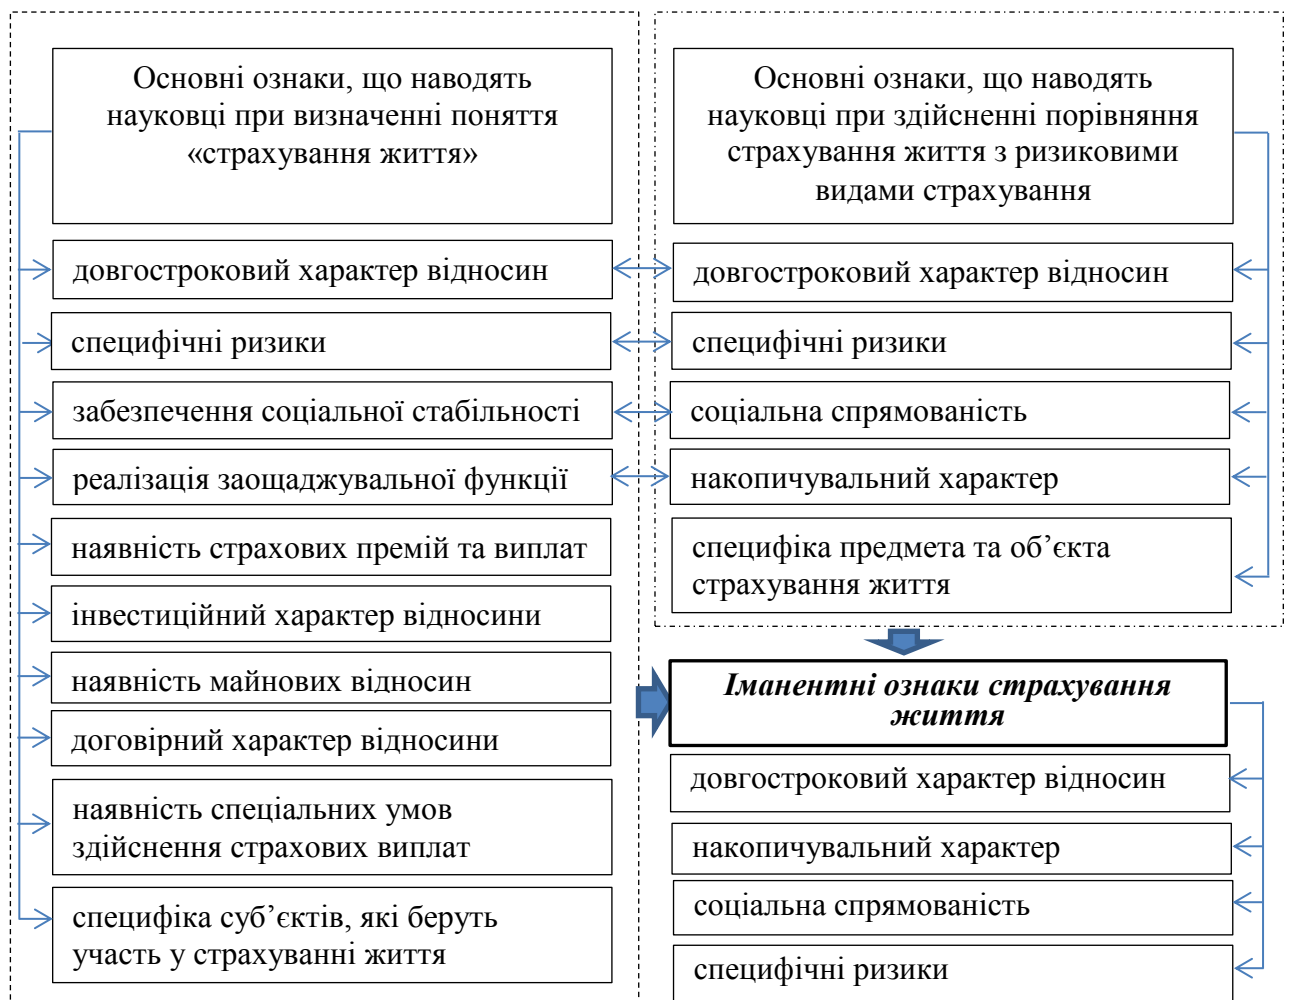 Основні ознаки, що наводять
науковці при визначенні поняття
«страхування життя»
довгостроковий характер відносин
специфічні ризики
забезпечення соціальної стабільності
реалізація заощаджувальної функції
наявність страхових премій та виплат
інвестиційний характер відносини
наявність майнових відносин
договірний характер відносини
наявність спеціальних умов
здійснення страхових виплат
специфіка суб’єктів, які беруть
участь у страхуванні життя
Основні ознаки, що наводять
науковці при здійсненні порівняння
страхування життя з ризиковими
видами страхування
довгостроковий характер відносин
специфічні ризики
соціальна спрямованість
накопичувальний характер
специфіка предмета та об’єкта
страхування життя
Іманентні ознаки страхування
життя
довгостроковий характер відносин
накопичувальний характер
соціальна спрямованість
специфічні ризики